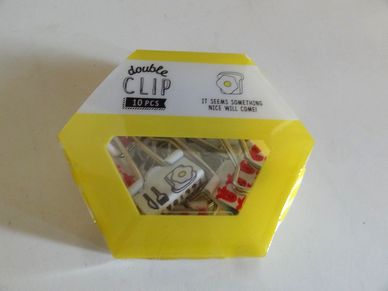 double
CLIP
10 PCS
IT SEEMS SOMETHING
NICE WILL COME!